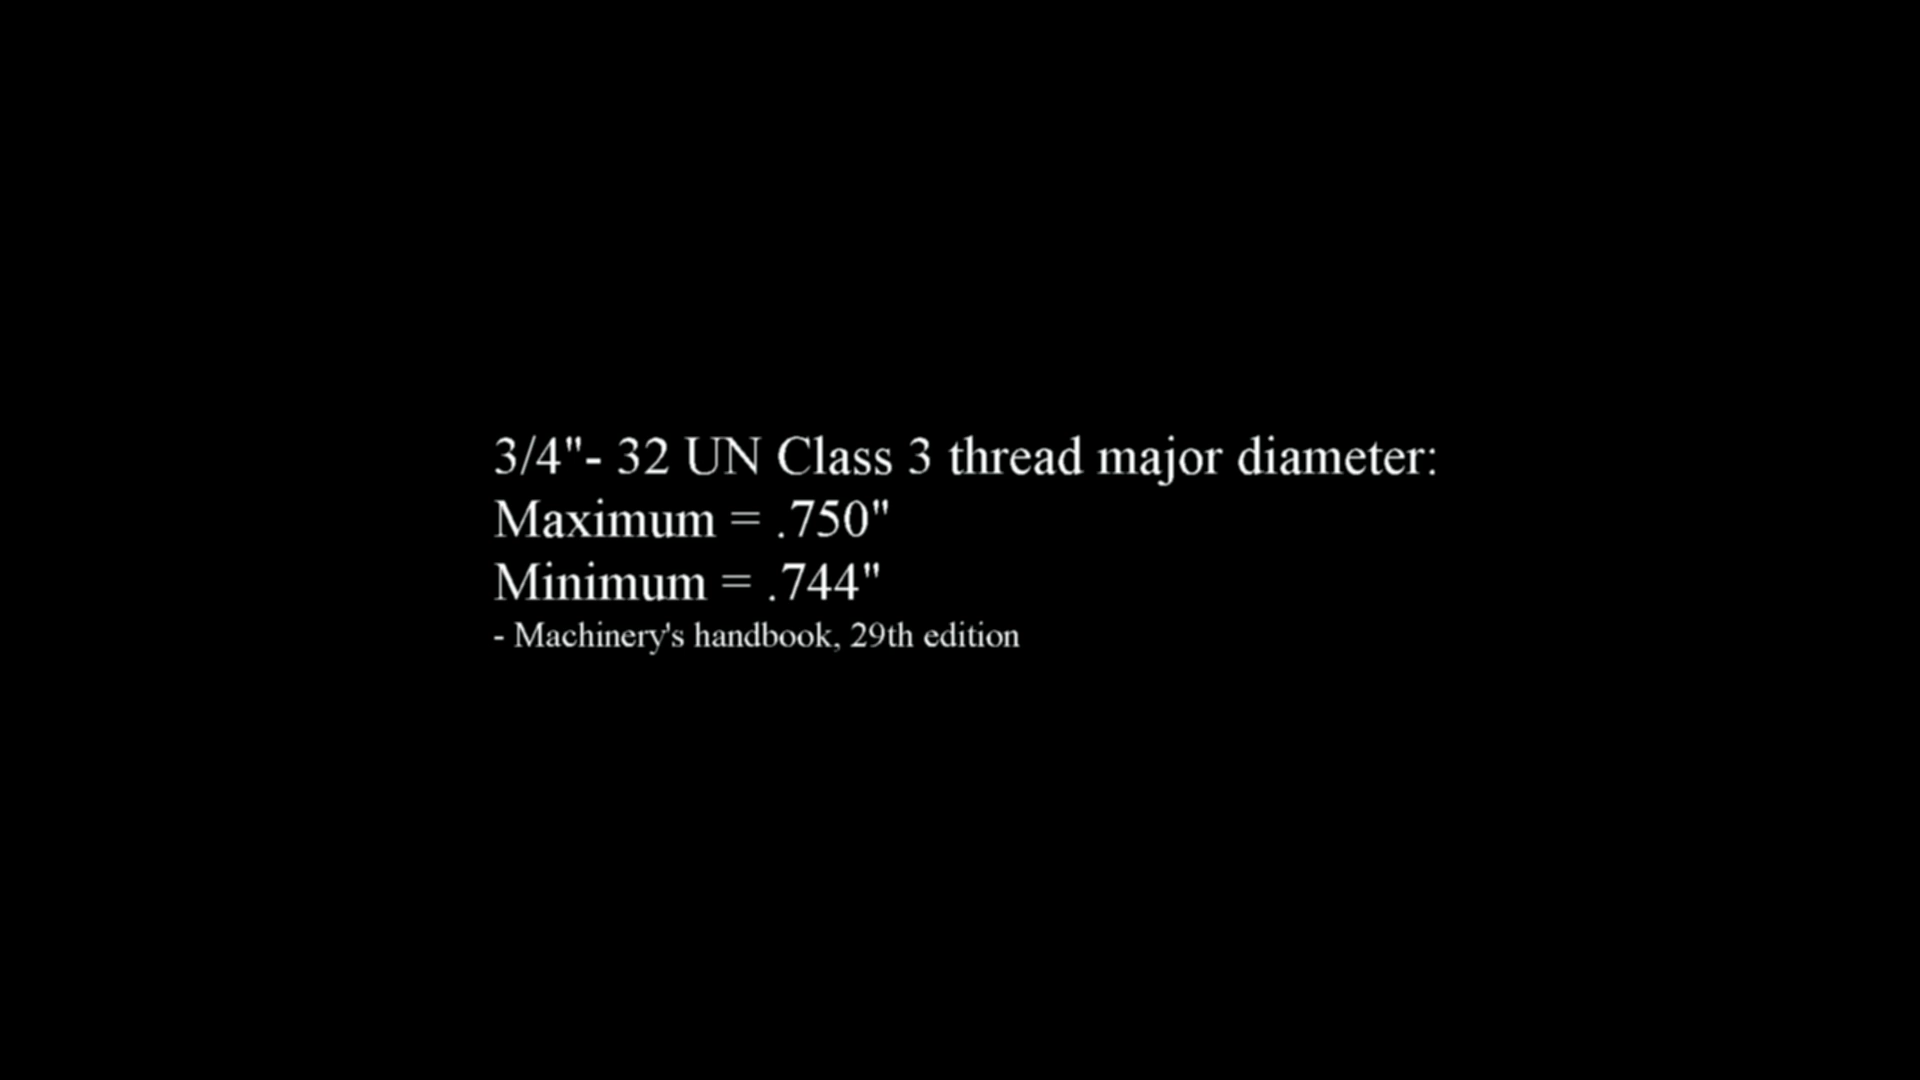 3/4"- 32 UN Class 3 thread major diameter:
Maximum = .750"
Minimum = .744"
- Machinery's handbook, 29th edition